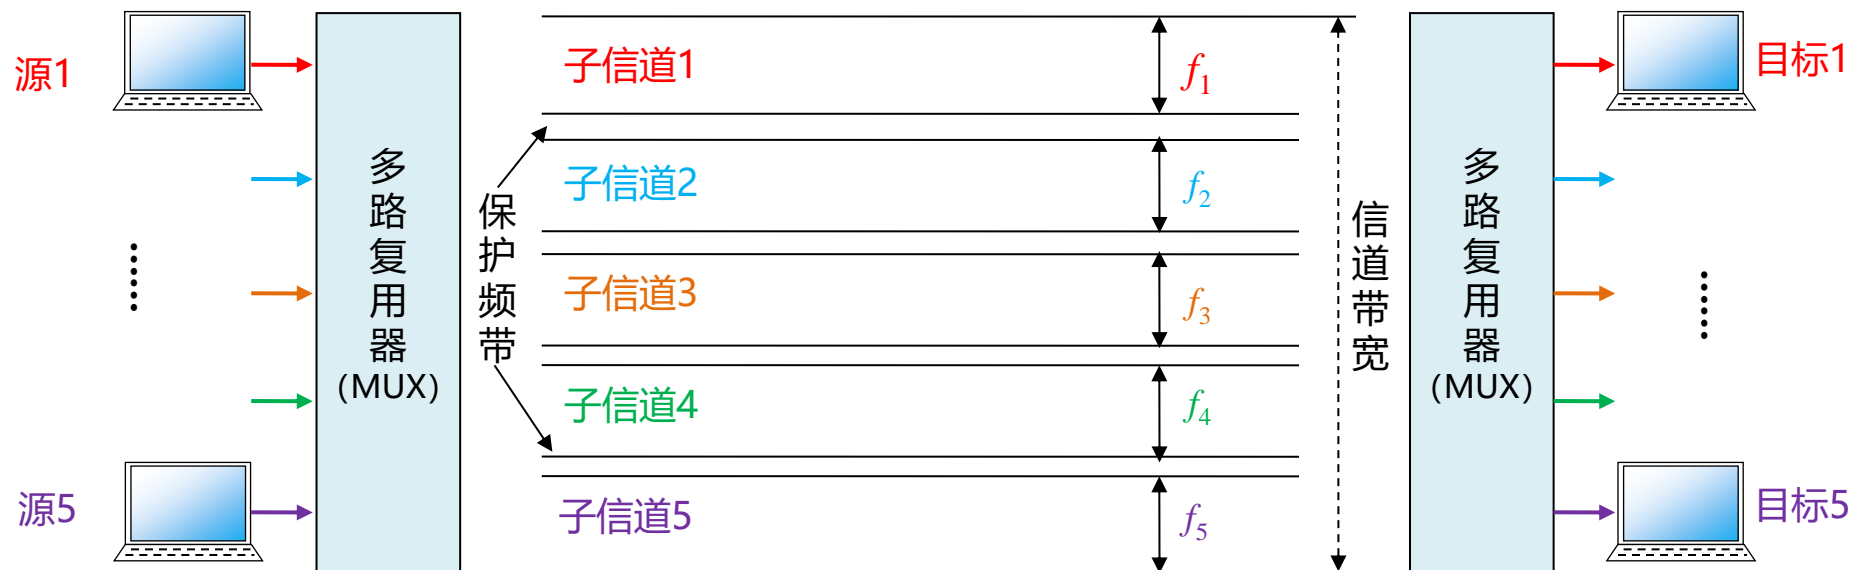 源1
源5
多路复用器
(MUX)
保护频带
子信道1
子信道2
子信道3
子信道4
子信道5
f1
f2
f3
f4
f5
信道带宽
多路复用器
(MUX)
目标1
目标5